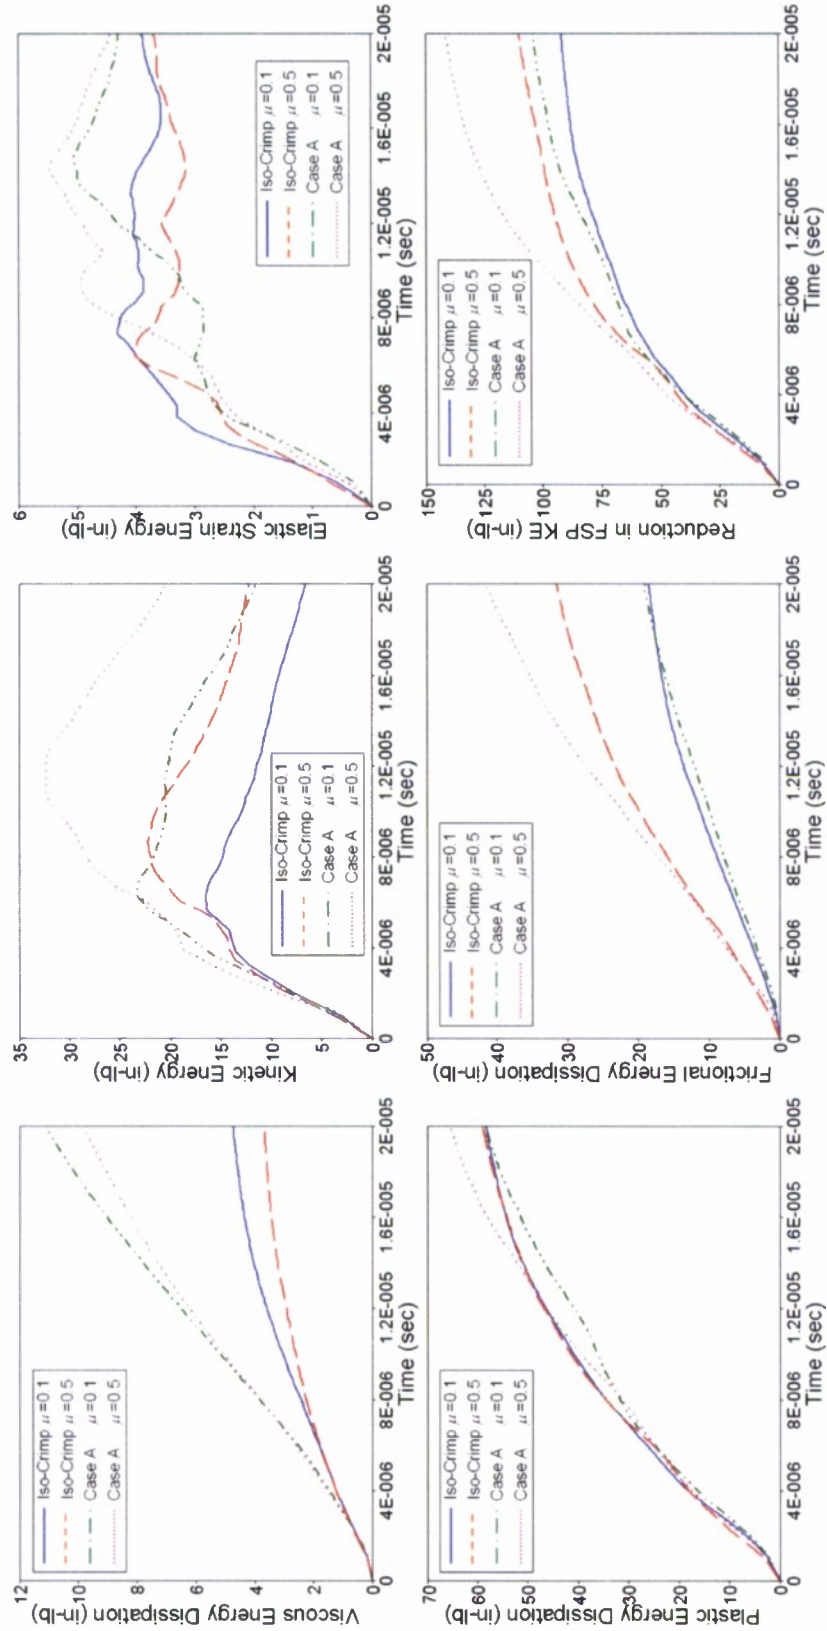 12
10
8
6
4
2
0
Viscous Energy Dissipation (in-lb)
Iso-Crimp μ=0.1
Iso-Crimp μ=0.5
Case A μ=0.1
Case A μ=0.5
0
4E-006
8E-006
1.2E-005
1.6E-005
2E-005
Time (sec)
35
30
25
20
15
10
5
0
Kinetic Energy (in-lb)
Iso-Crimp μ=0.1
Iso-Crimp μ=0.5
Case A μ=0.1
Case A μ=0.5
0
4E-006
8E-006
1.2E-005
1.6E-005
2E-005
Time (sec)
6
5
4
3
2
1
0
Elastic Strain Energy (in-lb)
Iso-Crimp μ=0.1
Iso-Crimp μ=0.5
Case A μ=0.1
Case A μ=0.5
0
4E-006
8E-006
1.2E-005
1.6E-005
2E-005
Time (sec)
70
60
50
40
30
20
10
0
Plastic Energy Dissipation (in-lb)
Iso-Crimp μ=0.1
Iso-Crimp μ=0.5
Case A μ=0.1
Case A μ=0.5
0
4E-006
8E-006
1.2E-005
1.6E-005
2E-005
Time (sec)
50
40
30
20
10
0
Frictional Energy Dissipation (in-lb)
Iso-Crimp μ=0.1
Iso-Crimp μ=0.5
Case A μ=0.1
Case A μ=0.5
0
4E-006
8E-006
1.2E-005
1.6E-005
2E-005
Time (sec)
150
125
100
75
50
25
0
Reduction in FSP KE (in-lb)
Iso-Crimp μ=0.1
Iso-Crimp μ=0.5
Case A μ=0.1
Case A μ=0.5
0
4E-006
8E-006
1.2E-005
1.6E-005
2E-005
Time (sec)